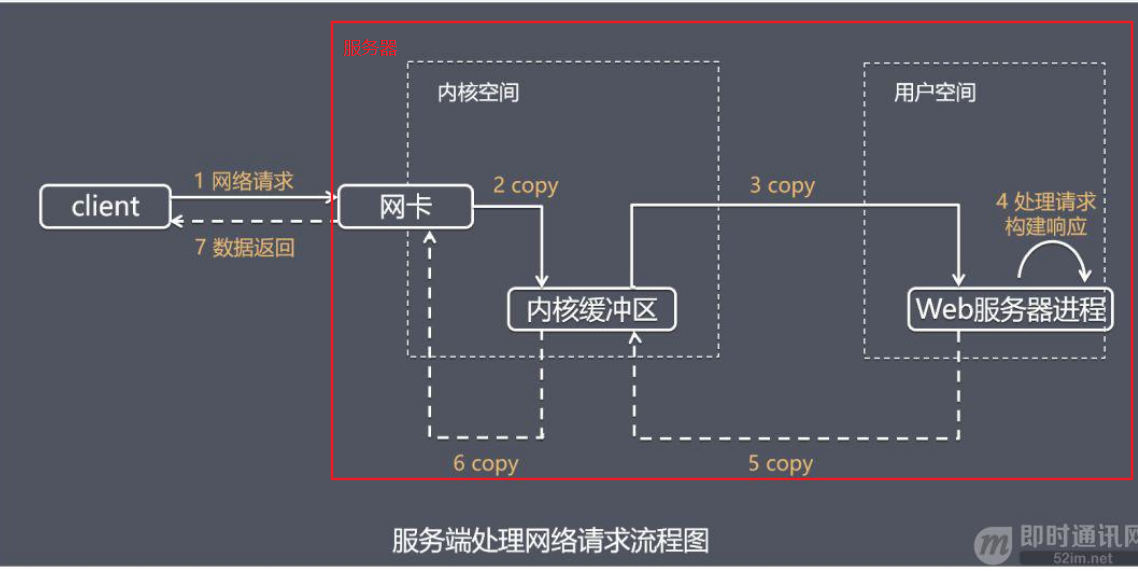 服务器
内核空间
用户空间
1 网络请求
client
网卡
2 copy
3 copy
4 处理请求
构建响应
7 数据返回
内核缓冲区
Web服务器进程
6 copy
5 copy
服务端处理网络请求流程图
即时通讯网
52im.net